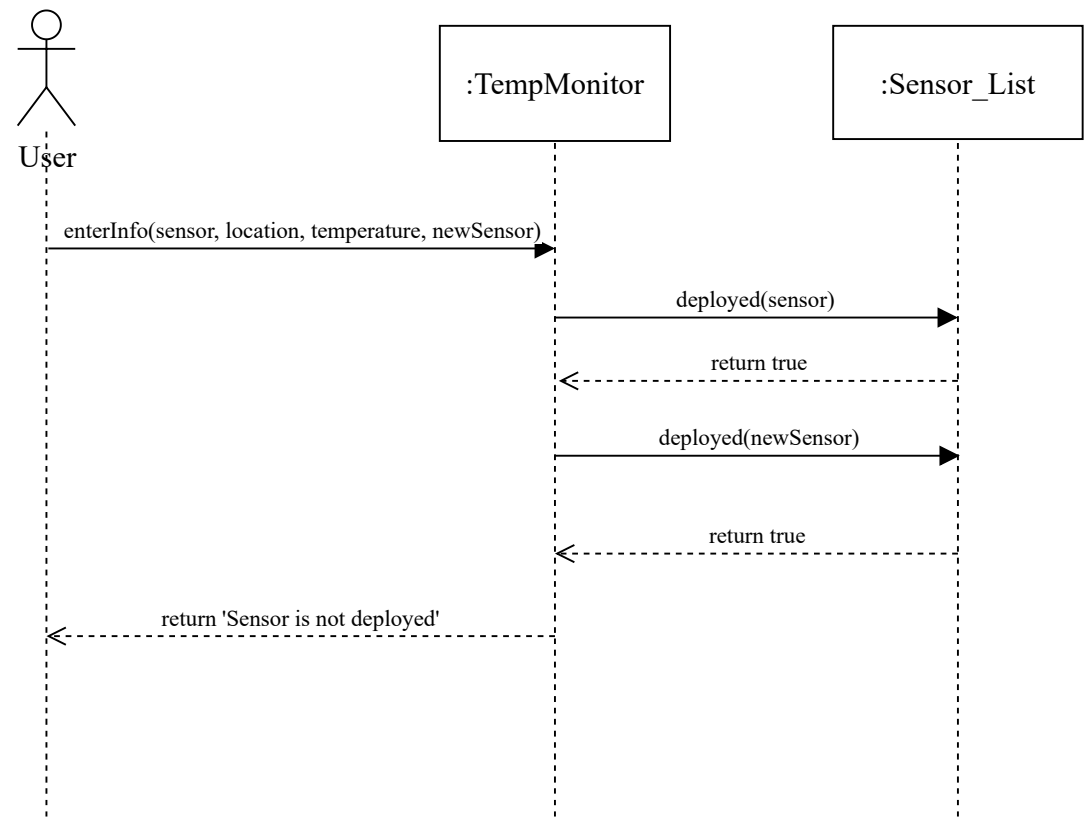 :TempMonitor
:Sensor_List
User
enterInfo(sensor, location, temperature, newSensor)
deployed(sensor)
return true
deployed(newSensor)
return true
return 'Sensor is not deployed'